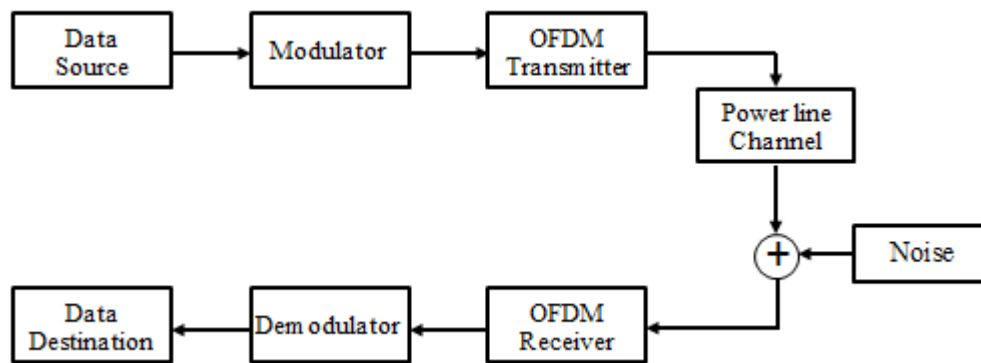 Data
Source
Modulator
OFDM
Transmitter
Power line
Channel
+
Noise
OFDM
Receiver
Demodulator
Data
Destination